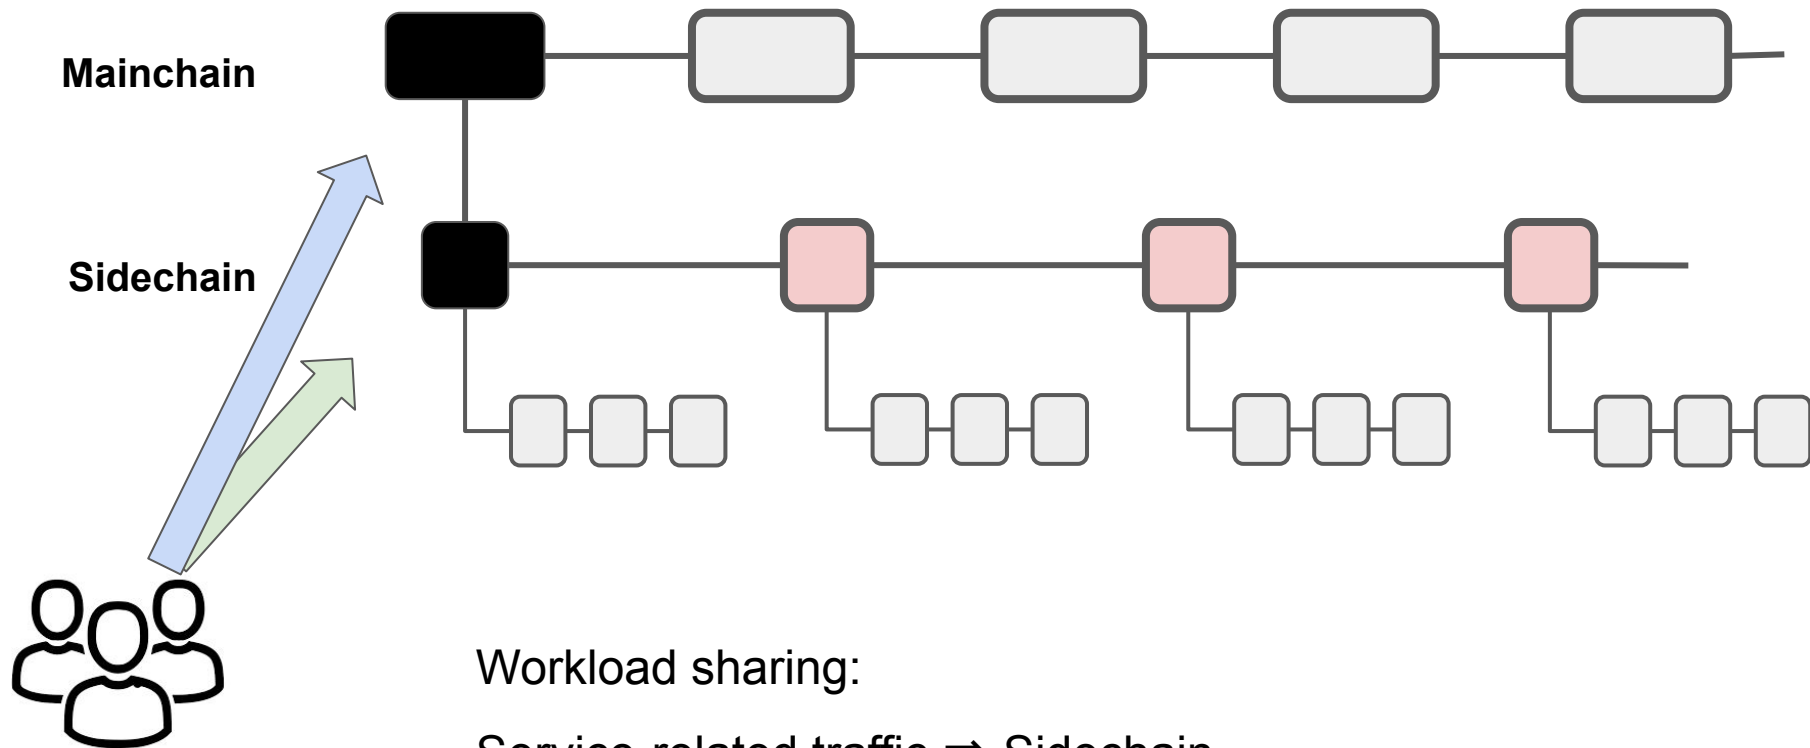 Mainchain
Sidechain
Workload sharing:
Service-related traffic ⇒ Sidechain